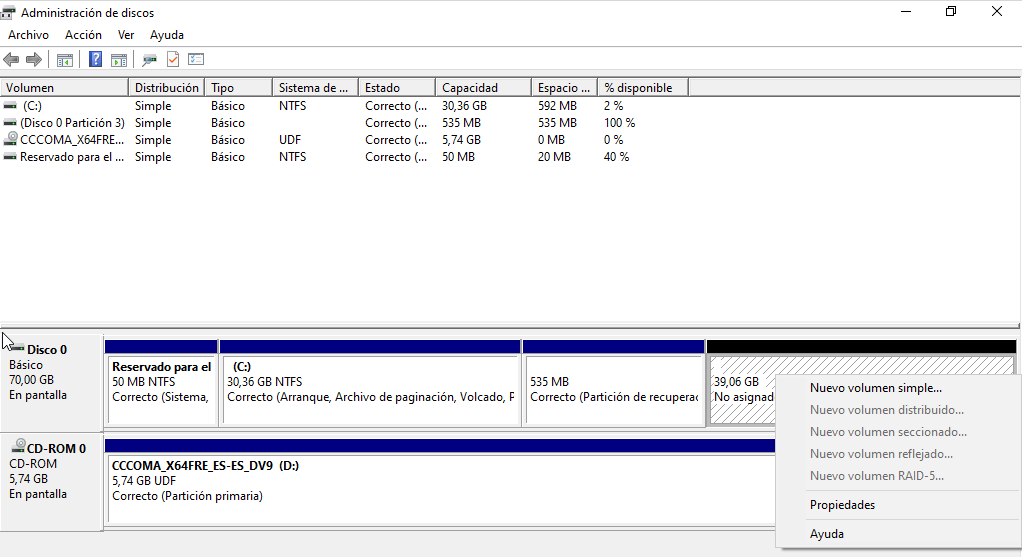 Administración de discos
Archivo Acción Ver Ayuda
Volumen Distribución Tipo Sistema de ... Estado Capacidad Espacio ... % disponible
(C:) Simple Básico NTFS Correcto (... 30,36 GB 592 MB 2 %
(Disco 0 Partición 3) Simple Básico Correcto (... 535 MB 535 MB 100 %
CCCOMA_X64FRE... Simple Básico UDF Correcto (... 5,74 GB 0 MB 0 %
Reservado para el ... Simple Básico NTFS Correcto (... 50 MB 20 MB 40 %
Disco 0
Básico
70,00 GB
En pantalla
Reservado para el
50 MB NTFS
Correcto (Sistema,
(C:)
30,36 GB NTFS
Correcto (Arranque, Archivo de paginación, Volcado, P
535 MB
Correcto (Partición de recuperac
39,06 GB
No asignad
Nuevo volumen simple...
Nuevo volumen distribuido...
Nuevo volumen seccionado...
Nuevo volumen reflejado...
Nuevo volumen RAID-5...
Propiedades
Ayuda
CD-ROM 0
CD-ROM
5,74 GB
En pantalla
CCCOMA_X64FRE_ES-ES_DV9 (D:)
5,74 GB UDF
Correcto (Partición primaria)